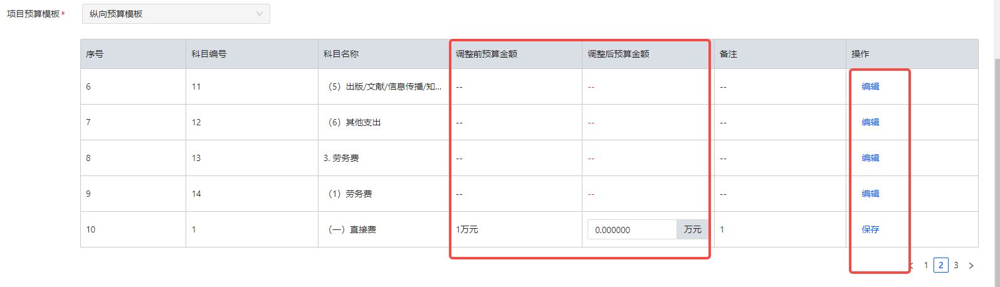 项目预算模板* 纵向预算模板
序号 科目编号 科目名称 调整前预算金额 调整后预算金额 备注 操作
6 11 （5）出版/文献/信息传播/知... -- -- -- 编辑
7 12 （6）其他支出 -- -- -- 编辑
8 13 3. 劳务费 -- -- -- 编辑
9 14 （1）劳务费 -- -- -- 编辑
10 1 （一）直接费 1万元 0.000000 万元 1 保存
< 1 2 3 >